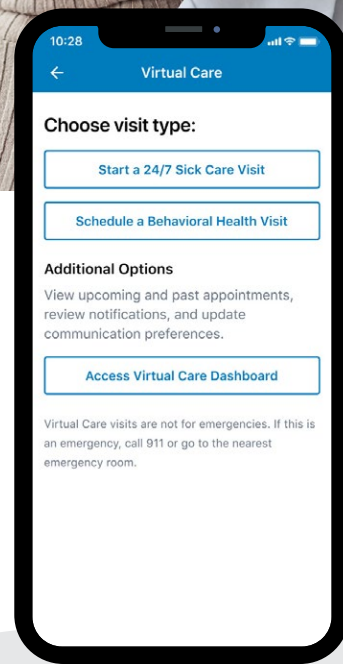 10:28
Virtual Care
Choose visit type:
Start a 24/7 Sick Care Visit
Schedule a Behavioral Health Visit
Additional Options
View upcoming and past appointments,
review notifications, and update
communication preferences.
Access Virtual Care Dashboard
Virtual Care visits are not for emergencies. If this is
an emergency, call 911 or go to the nearest
emergency room.